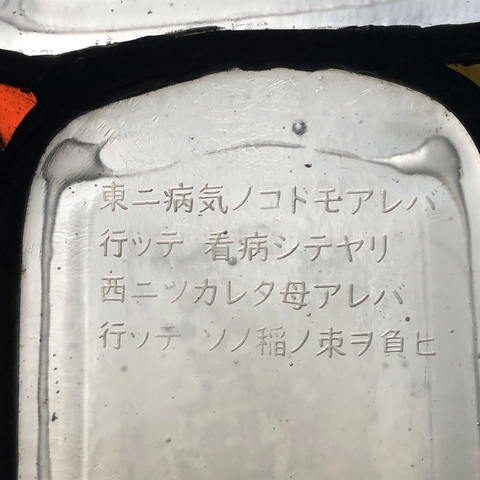 東ニ病気ノコドモアレバ
行ッテ 看病シテヤリ
西ニツカレタ母アレバ
行ッテ ソノ稲ノ束ヲ負ヒ